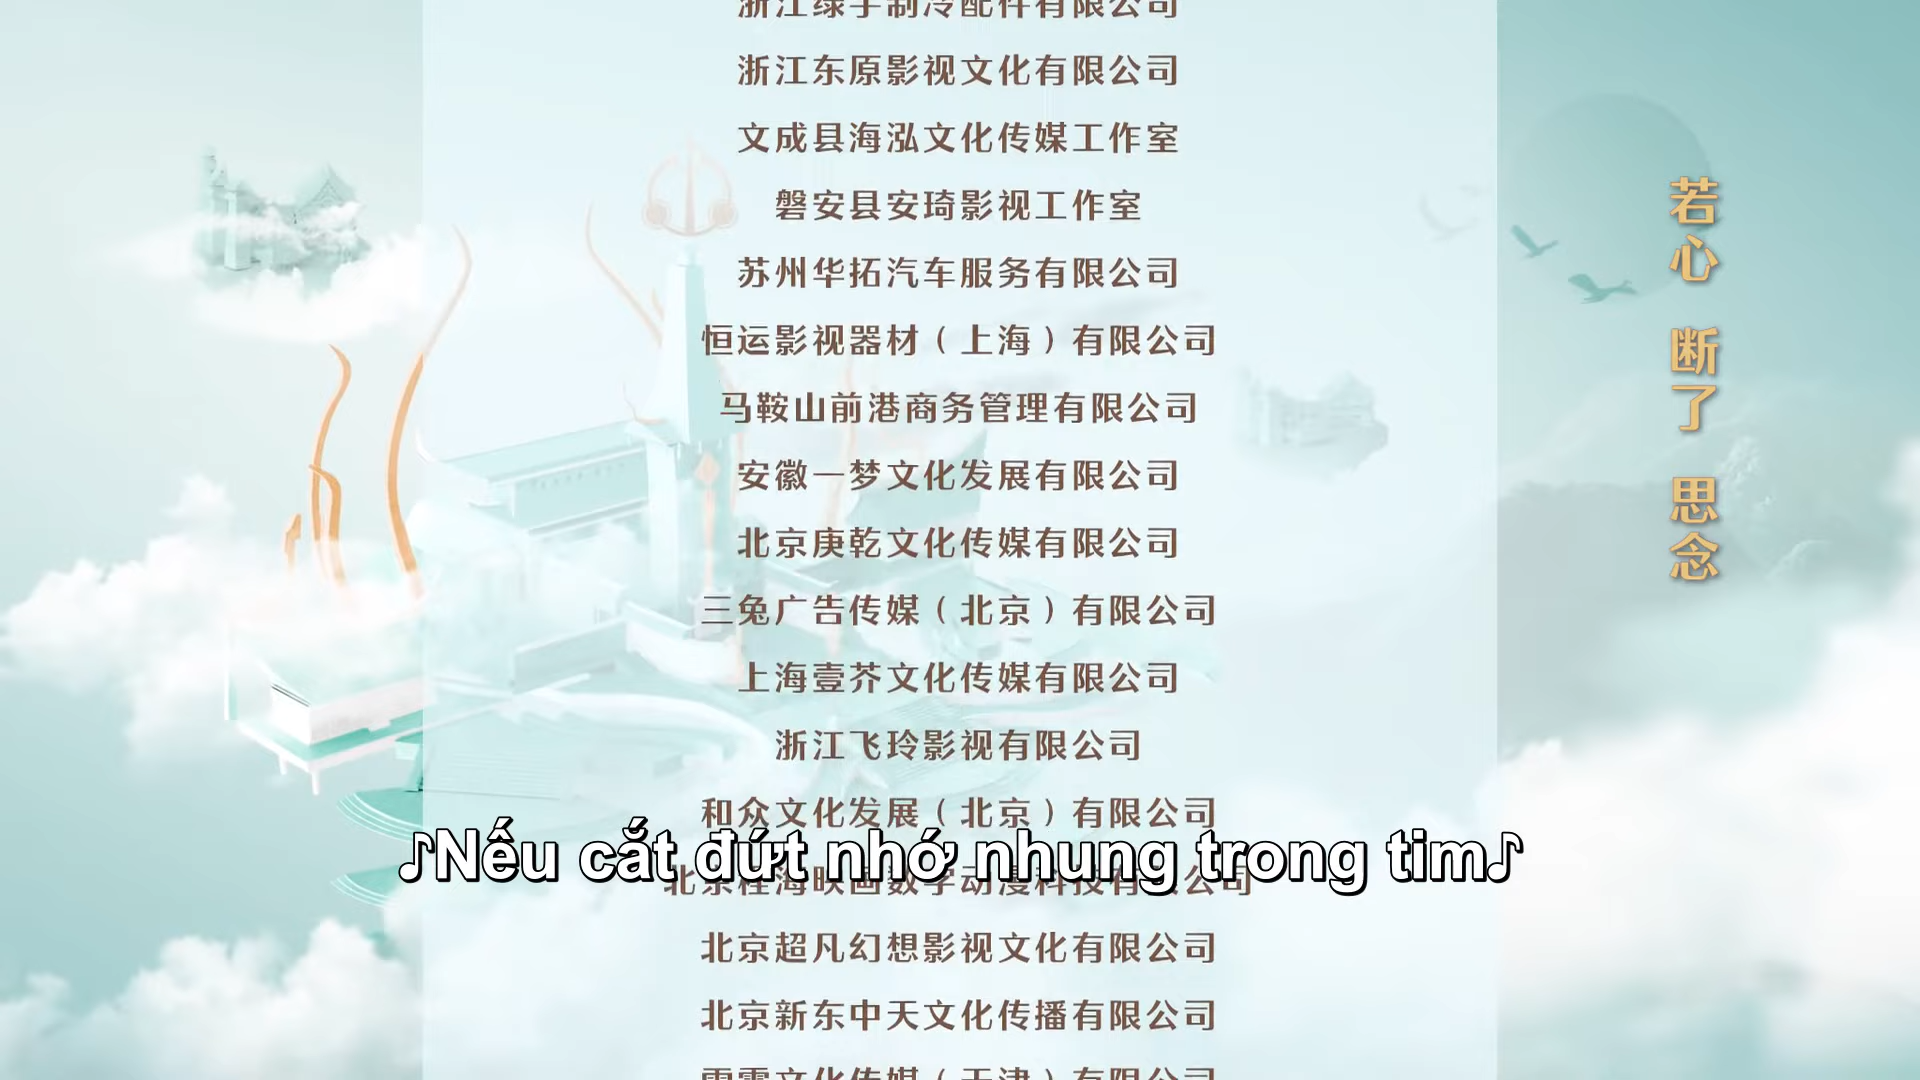 浙江东原影视文化有限公司
文成县海泓文化传媒工作室
磐安县安琦影视工作室
苏州华拓汽车服务有限公司
恒运影视器材（上海）有限公司
马鞍山前港商务管理有限公司
安徽一梦文化发展有限公司
北京庚乾文化传媒有限公司
三兔广告传媒（北京）有限公司
上海壹芥文化传媒有限公司
浙江飞玲影视有限公司
和众文化发展（北京）有限公司
♪Nếu cắt đứt nhớ nhung trong tim♪
北京超凡幻想影视文化有限公司
北京新东中天文化传播有限公司
若心 断了 思念